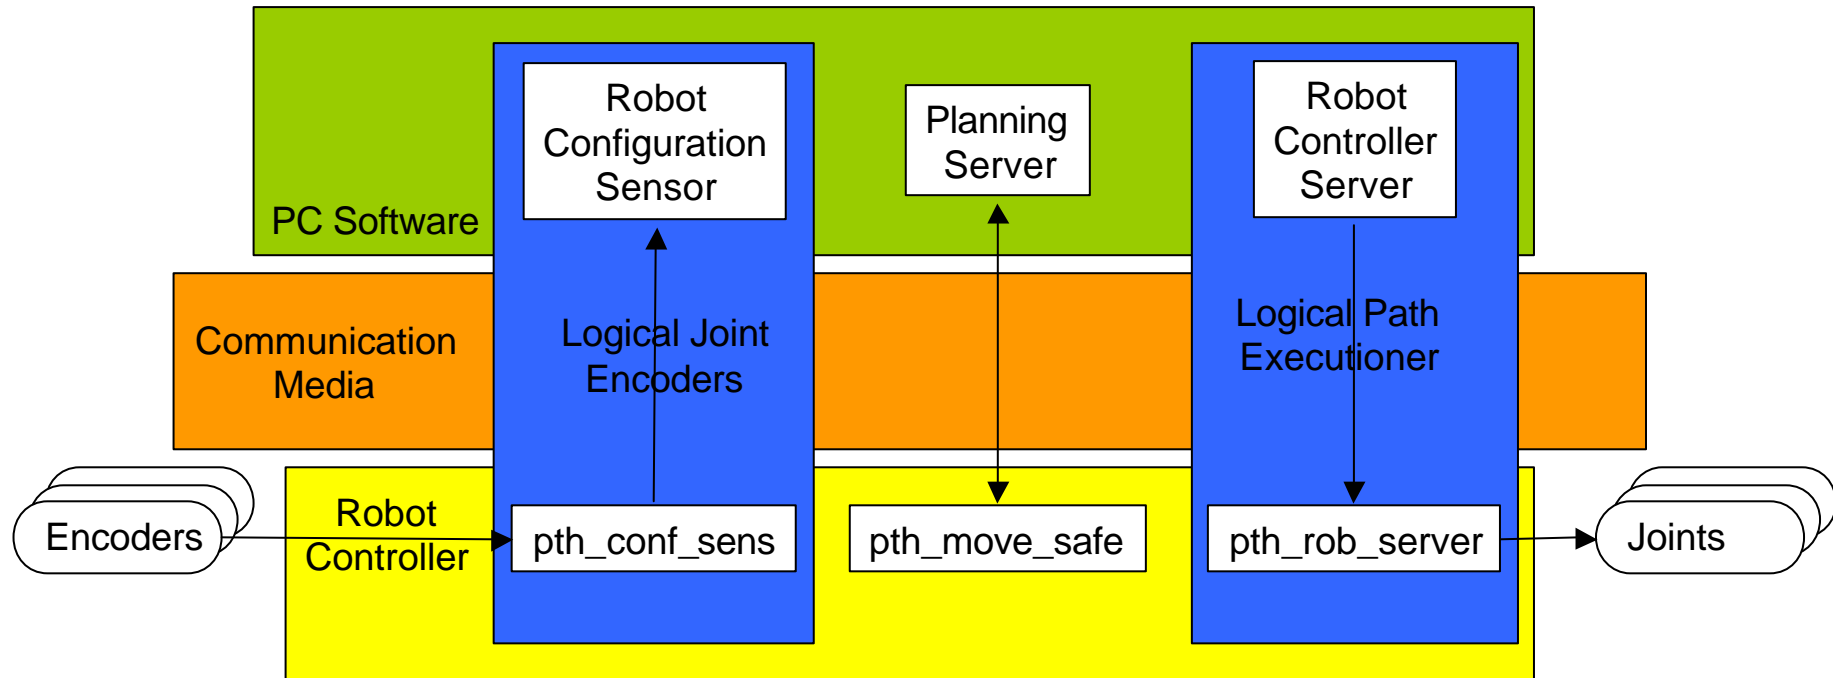 Robot
Configuration
Sensor
Planning
Server
Robot
Controller
Server
PC Software
Communication
Media
Logical Joint
Encoders
Logical Path
Executioner
Encoders
Robot
Controller
pth_conf_sens
pth_move_safe
pth_rob_server
Joints